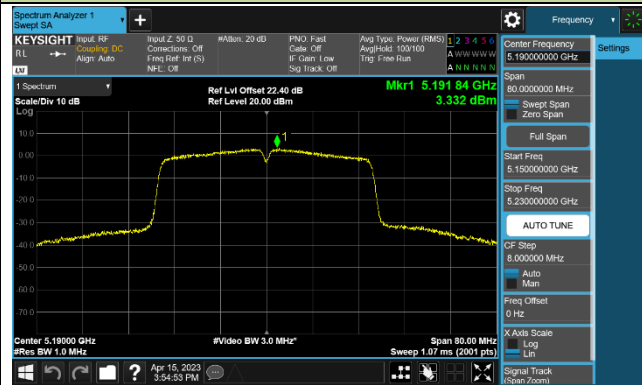 Spectrum Analyzer 1
Swept SA
Frequency
KEYSIGHT
RL
LXI
Input: RF
Coupling: DC
Align: Auto
Input Z: 50 Ω
Corrections: Off
Freq Ref: Int (S)
NFE: Off
#Atten: 20 dB
PNO: Fast
Gate: Off
IF Gain: Low
Sig Track: Off
Avg Type: Power (RMS)
Avg|Hold: 100/100
Trig: Free Run
1 2 3 4 5 6
A W W W W W
A N N N N N
1 Spectrum
Scale/Div 10 dB
Log
Ref Lvl Offset 22.40 dB
Ref Level 20.00 dBm
Mkr1 5.191 84 GHz
3.332 dBm
1
10.0
0.00
-10.0
-20.0
-30.0
-40.0
-50.0
-60.0
-70.0
Center 5.19000 GHz
#Res BW 1.0 MHz
#Video BW 3.0 MHz*
Span 80.00 MHz
Sweep 1.07 ms (2001 pts)
Apr 15, 2023
3:54:53 PM
Center Frequency
5.190000000 GHz
Settings
Span
80.0000000 MHz
Swept Span
Zero Span
Full Span
Start Freq
5.150000000 GHz
Stop Freq
5.230000000 GHz
AUTO TUNE
CF Step
8.000000 MHz
Auto
Man
Freq Offset
0 Hz
X Axis Scale
Log
Lin
Signal Track
(Span Zoom)